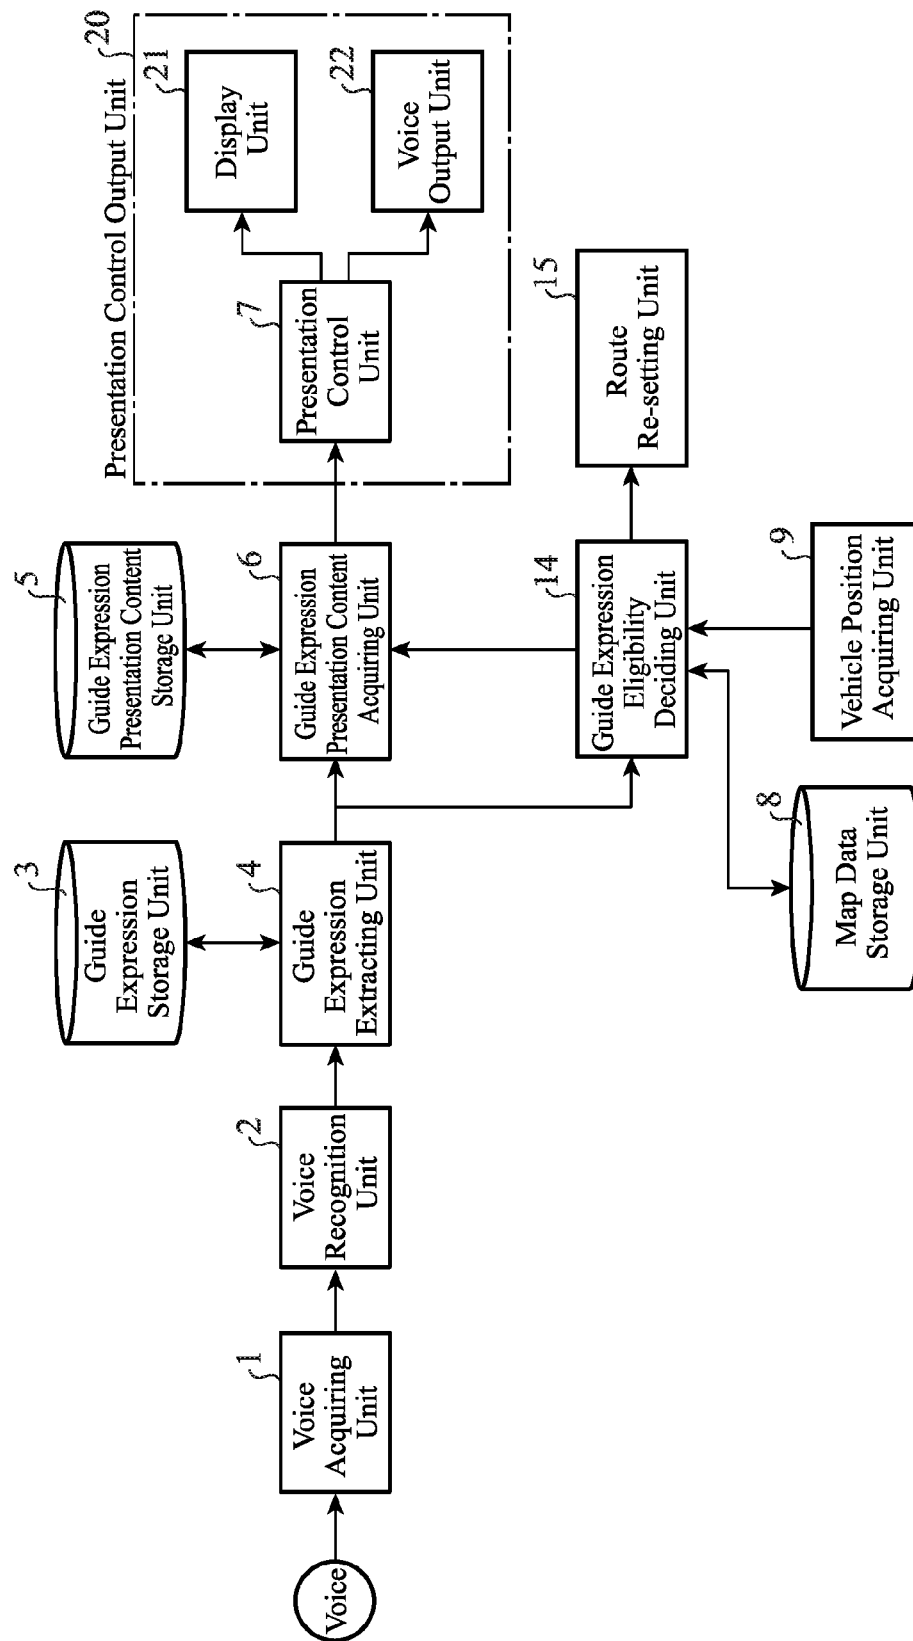 Presentation Control Output Unit
20
Display
Unit
21
Voice
Output Unit
22
Presentation
Control
Unit
7
Guide Expression
Presentation Content
Storage Unit
5
Guide Expression
Presentation Content
Acquiring Unit
6
Guide
Expression
Storage Unit
3
Guide
Expression
Extracting Unit
4
Voice
Recognition
Unit
2
Voice
Acquiring
Unit
1
Voice
Route
Re-setting Unit
15
Guide Expression
Eligibility
Deciding Unit
14
Vehicle Position
Acquiring Unit
9
Map Data
Storage Unit
8